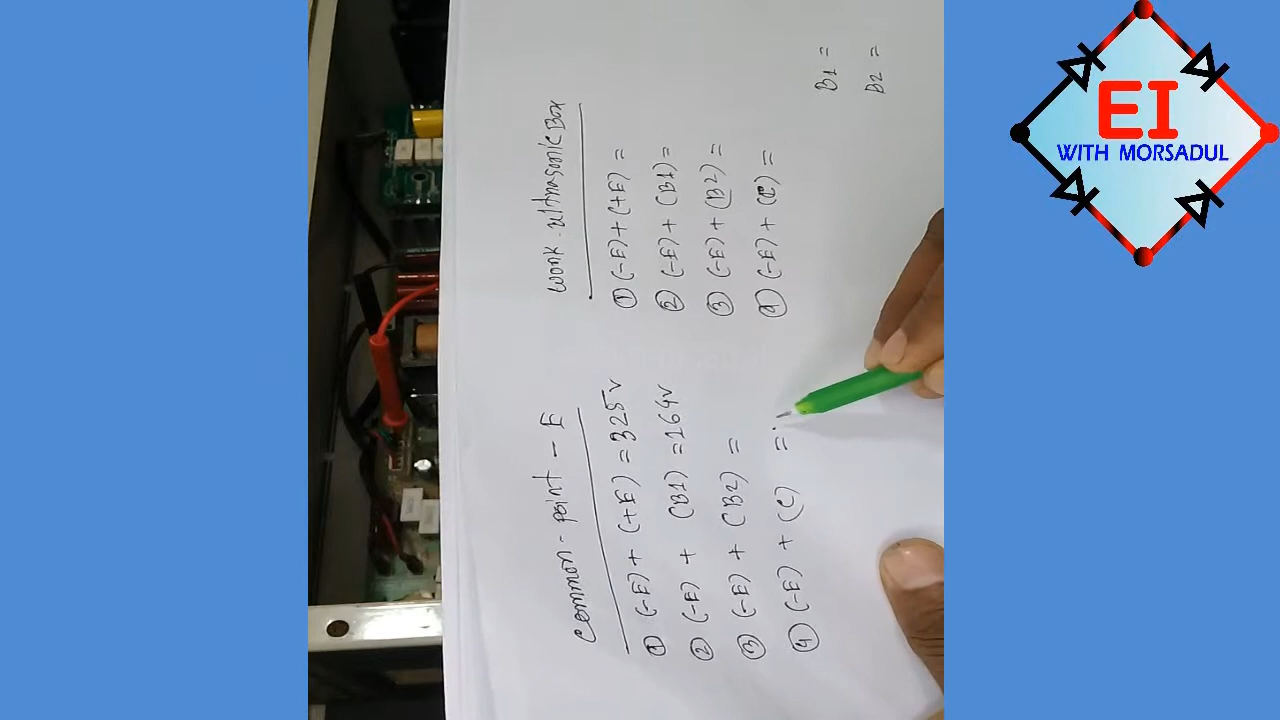 common - point - E
① (-E) + (+E) = 325V
② (-E) + (B1) = 164V
③ (-E) + (B2) =
④ (-E) + (C) =
Work ultrasonic Box
① (-E) + (+E) =
② (-E) + (B1) =
③ (-E) + (B2) =
④ (-E) + (C) =
B1 =
B2 =
EI
WITH MORSADUL